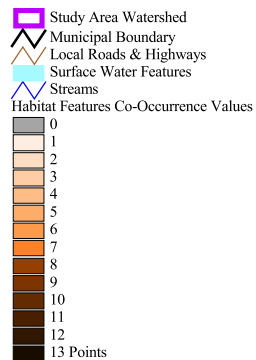 Study Area Watershed
Municipal Boundary
Local Roads & Highways
Surface Water Features
Streams
Habitat Features Co-Occurrence Values
0
1
2
3
4
5
6
7
8
9
10
11
12
13 Points